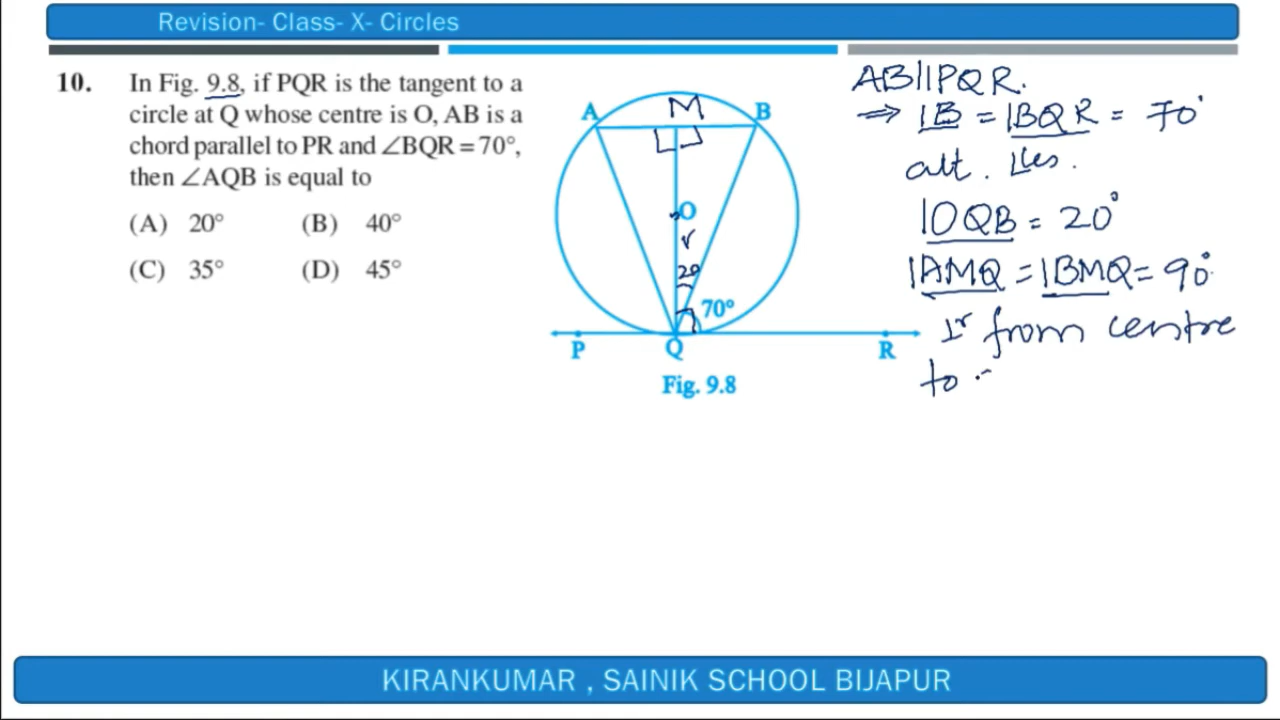 Revision- Class- X- Circles
10. In Fig. 9.8, if PQR is the tangent to a
circle at Q whose centre is O, AB is a
chord parallel to PR and ∠BQR = 70°,
then ∠AQB is equal to
(A) 20° (B) 40°
(C) 35° (D) 45°
A M B
O
r
20
70°
P Q R
Fig. 9.8
AB||PQR.
⇒ ∠B = ∠BQR = 70°
alt. ∠les.
∠OQB = 20°
∠AMQ = ∠BMQ = 90°
⊥r from centre
to
KIRANKUMAR , SAINIK SCHOOL BIJAPUR